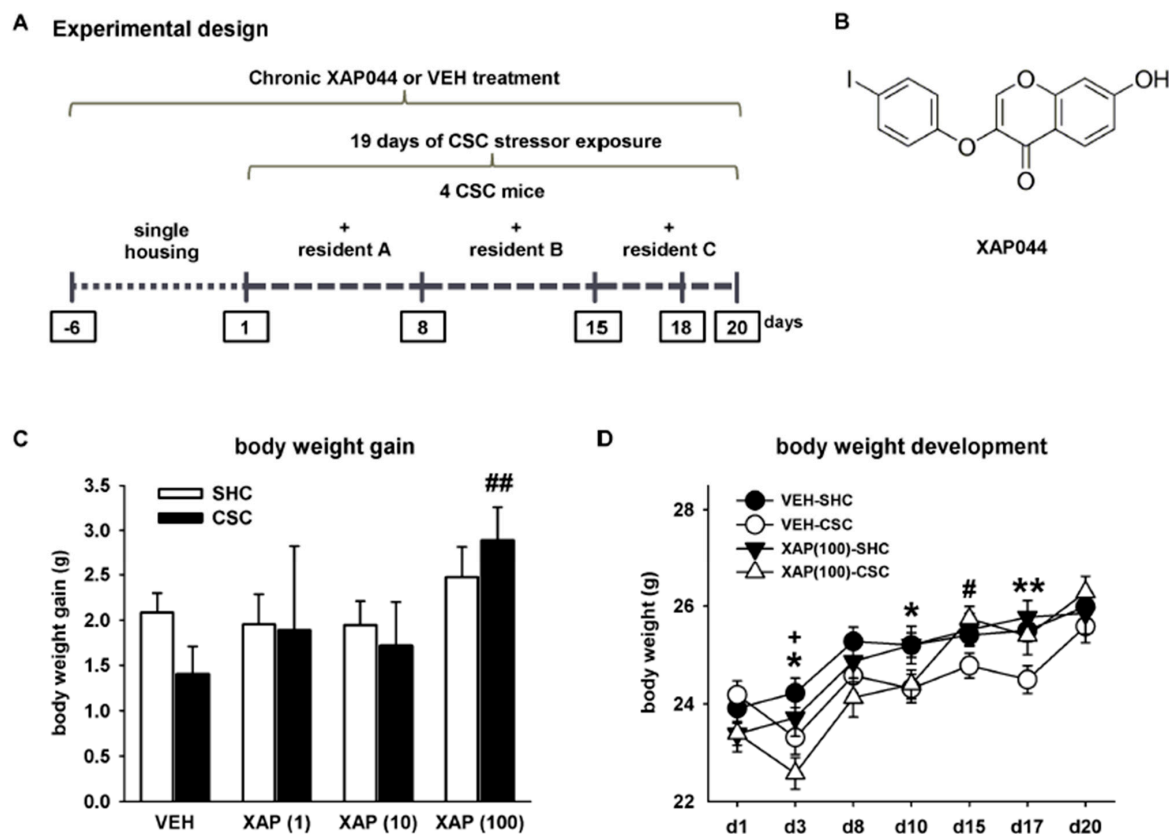 A Experimental design
Chronic XAP044 or VEH treatment
19 days of CSC stressor exposure
4 CSC mice
single
housing
+
resident A
+
resident B
+
resident C
-6 1 8 15 18 20 days
B
I
O
OH
O
O
XAP044
C body weight gain
##
SHC
CSC
body weight gain (g)
3.5
3.0
2.5
2.0
1.5
1.0
0.5
0.0
VEH XAP (1) XAP (10) XAP (100)
D body weight development
VEH-SHC
VEH-CSC
XAP(100)-SHC
XAP(100)-CSC
body weight (g)
28
26
24
22
+
*
*
#
**
d1 d3 d8 d10 d15 d17 d20